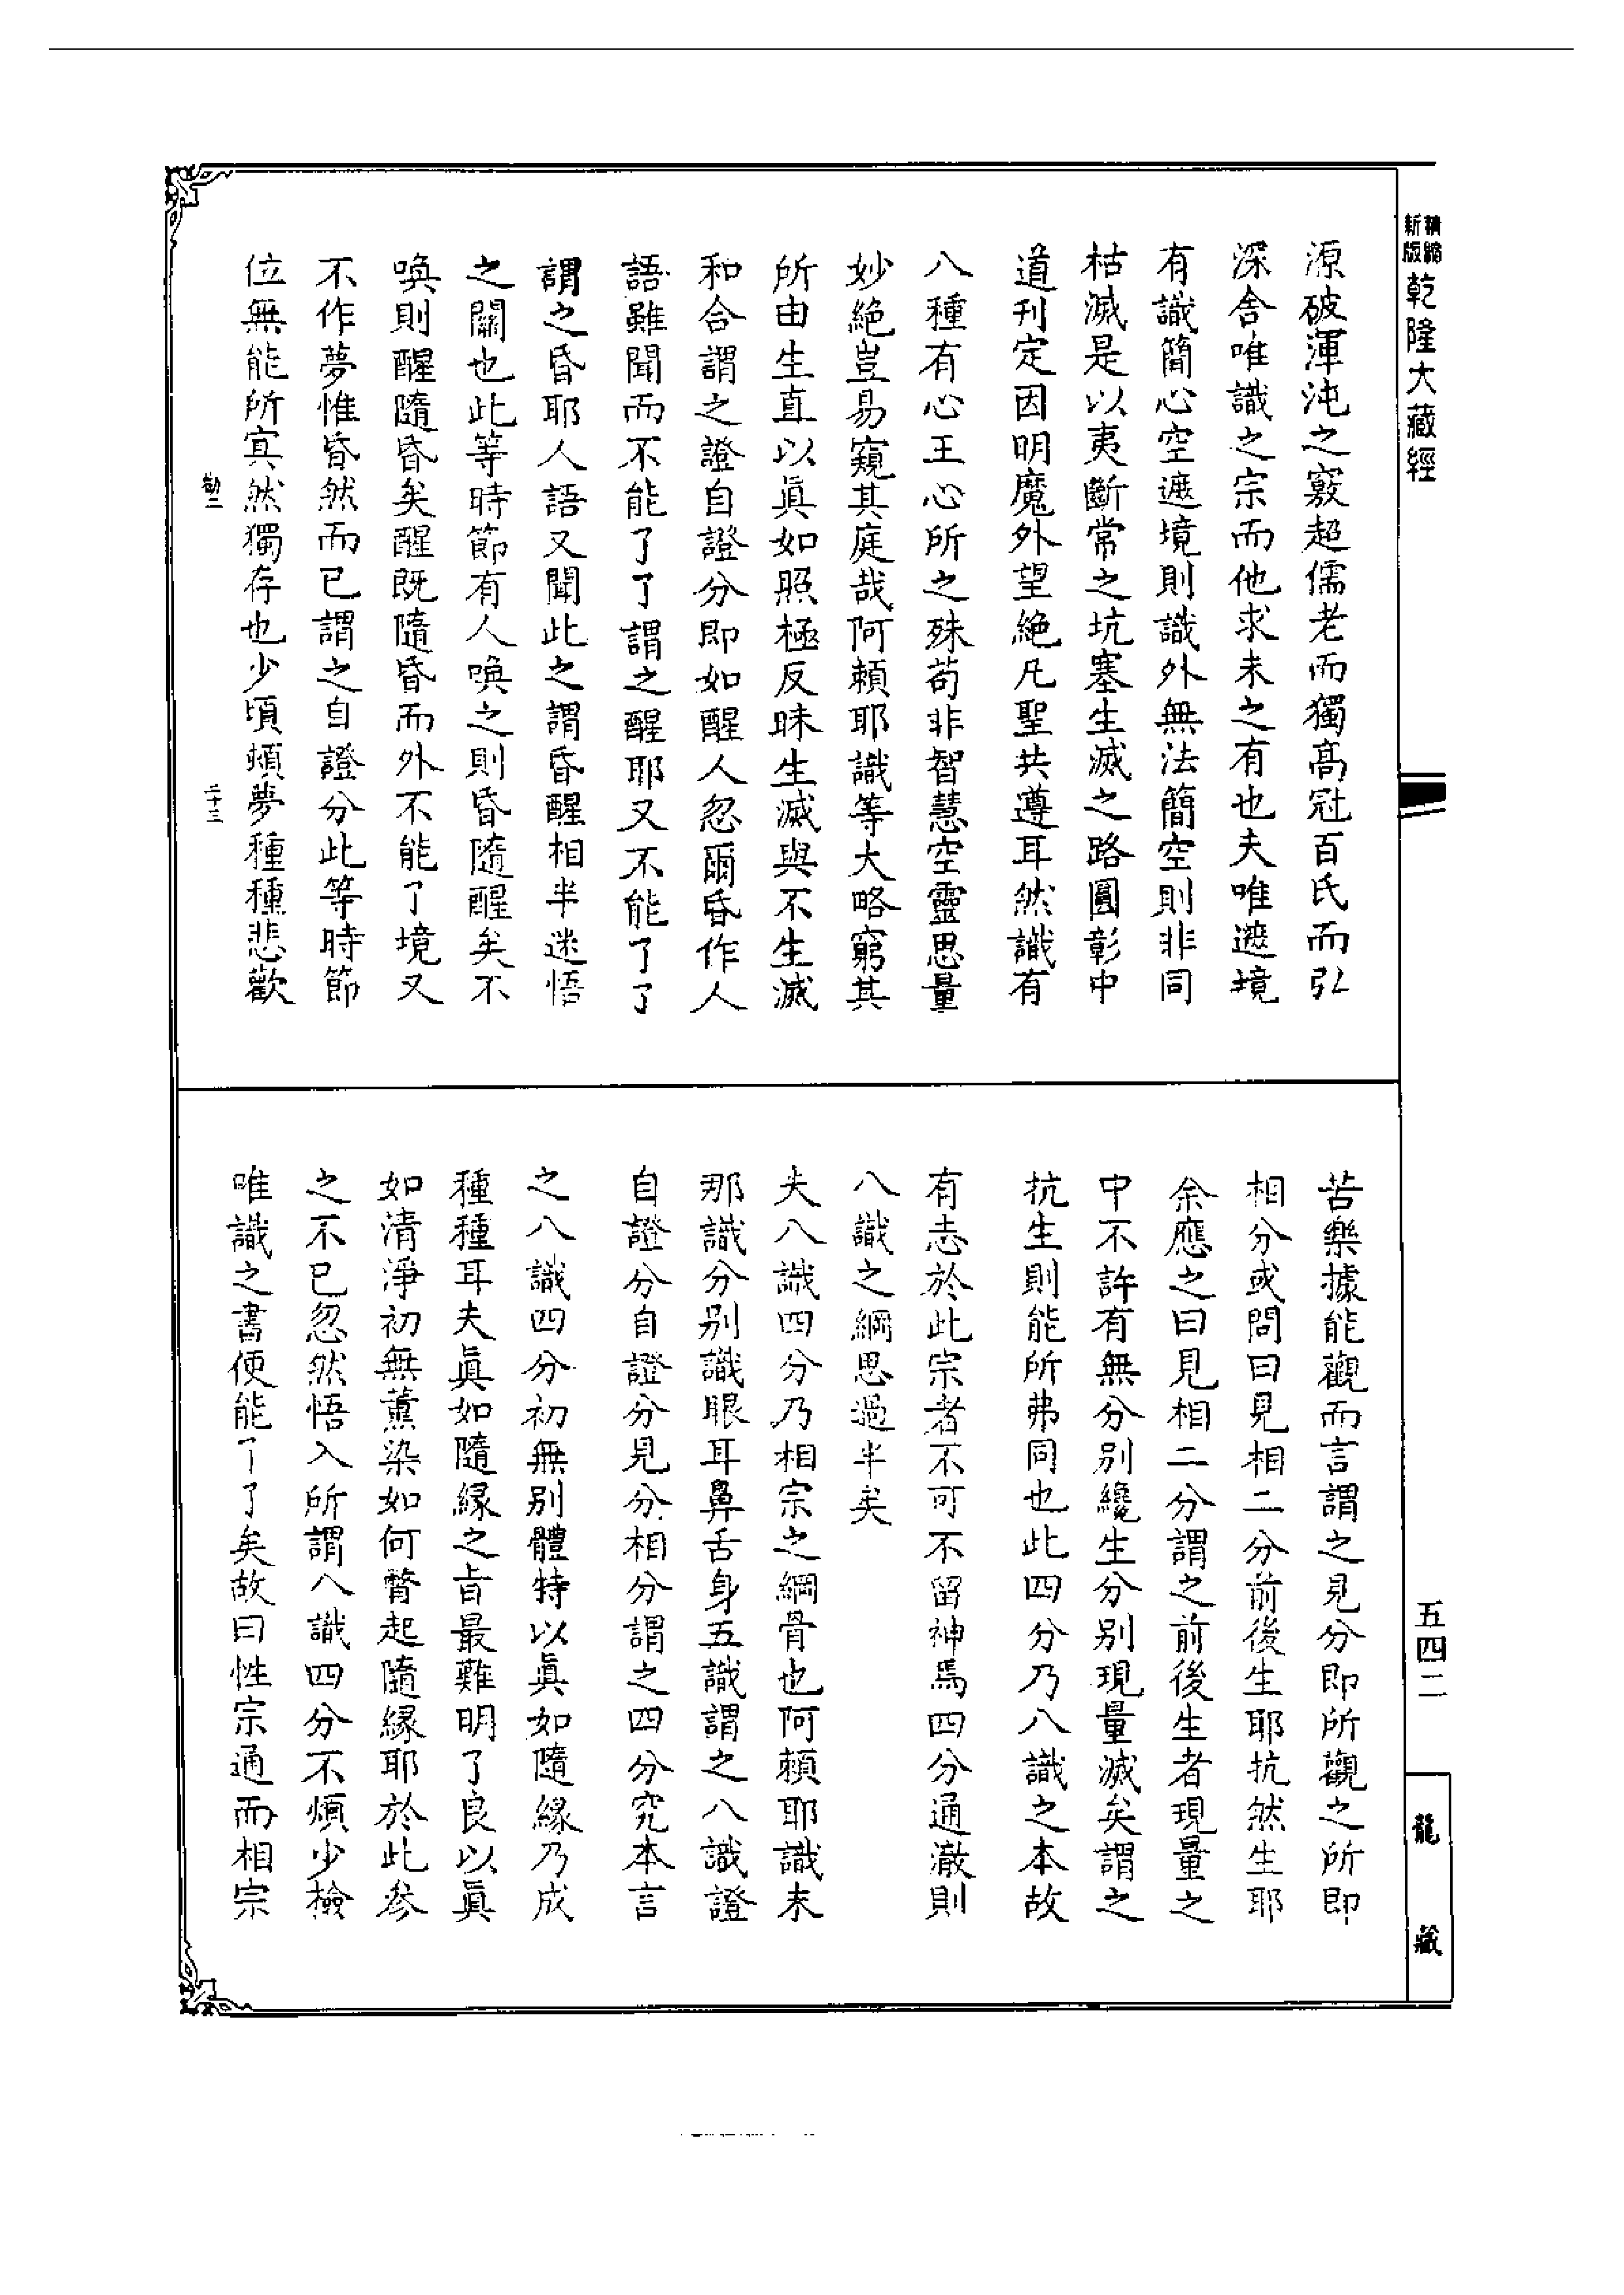 精縮新版乾隆大藏經
源破渾沌之竅超儒老而獨高冠百氏而弘
深舍唯識之宗而他求未之有也夫唯遮境
有識簡心空遮境則識外無法簡空則非同
枯滅是以夷斷常之坑塞生滅之路圓彰中
道刊定因明魔外望絕凡聖共遵耳然識有
八種有心王心所之殊苟非智慧空靈思量
妙絕豈易窺其庭哉阿賴耶識等大略窮其
所由生直以眞如照極反昧生滅與不生滅
和合謂之證自證分即如醒人忽爾昏作人
語雖聞而不能了了謂之醒耶又不能了了
謂之昏耶人語又聞此之謂昏醒相半迷悟
之關也此等時節有人喚之則昏隨醒矣不
喚則醒隨昏矣醒既隨昏而外不能了境又
不作夢惟昏然而已謂之自證分此等時節
位無能所寘然獨存也少頃頻夢種種悲歡
勸二
二十三
苦樂據能觀而言謂之見分即所觀之所即
相分或問曰見相二分前後生耶抗然生耶
余應之曰見相二分謂之前後生者現量之
中不許有無分別纔生分別現量滅矣謂之
抗生則能所弗同也此四分乃八識之本故
有志於此宗者不可不留神焉四分通澈則
八識之綱思過半矣
夫八識四分乃相宗之綱骨也阿賴耶識末
那識分別識眼耳鼻舌身五識謂之八識證
自證分自證分見分相分謂之四分究本言
之八識四分初無別體特以眞如隨緣乃成
種種耳夫眞如隨緣之旨最難明了良以眞
如清淨初無薰染如何瞥起隨緣耶於此參
之不已忽然悟入所謂八識四分不煩少檢
唯識之書便能了了矣故曰性宗通而相宗
五四二
龍
藏